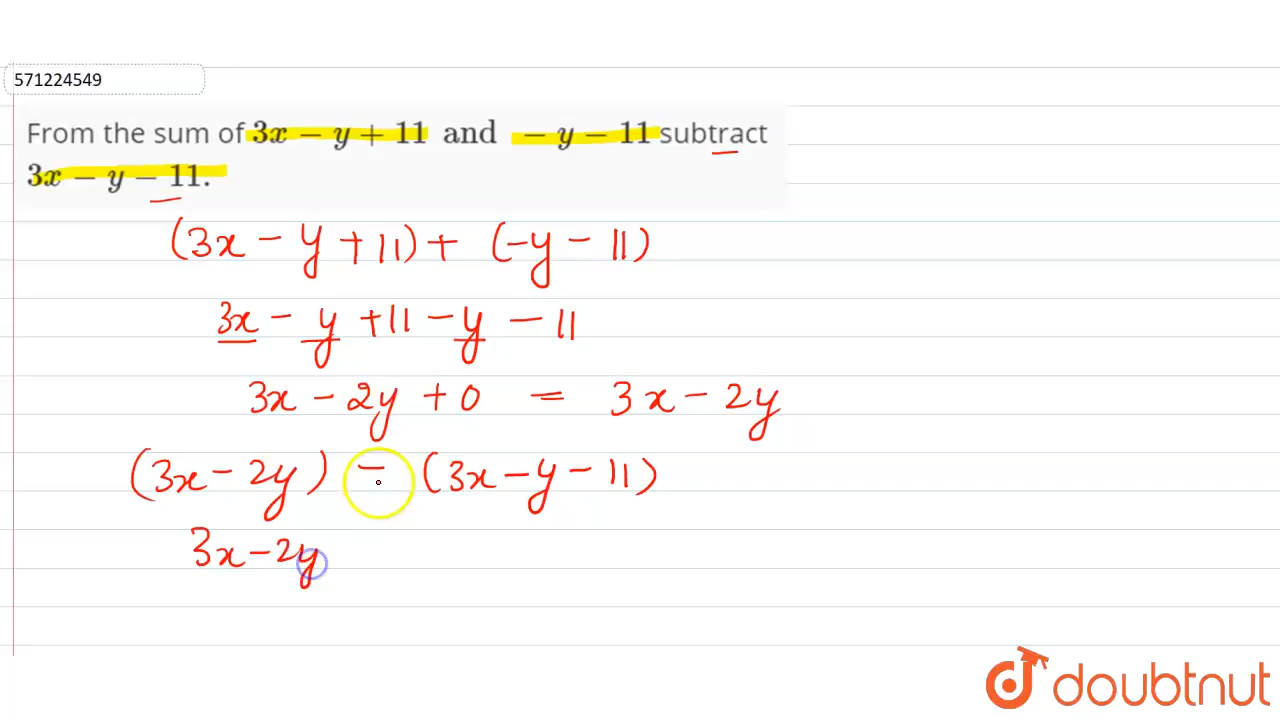 571224549
From the sum of 3x − y + 11 and − y − 11 subtract
3x − y − 11.
(3x − y + 11) + (−y − 11)
3x − y + 11 − y − 11
3x − 2y + 0 = 3x − 2y
(3x − 2y) − (3x − y − 11)
3x − 2y
doubtnut